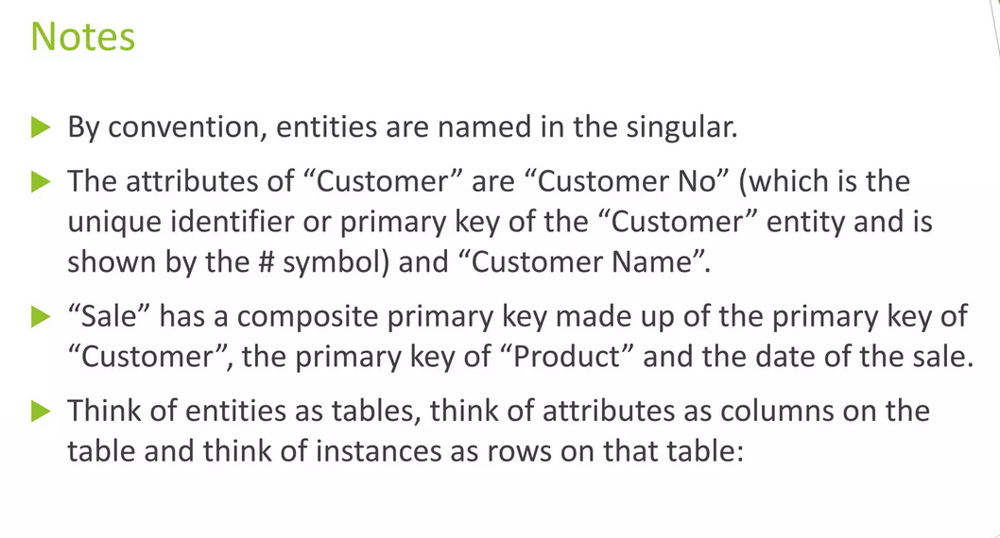 Notes
By convention, entities are named in the singular.
The attributes of “Customer” are “Customer No” (which is the
unique identifier or primary key of the “Customer” entity and is
shown by the # symbol) and “Customer Name”.
“Sale” has a composite primary key made up of the primary key of
“Customer”, the primary key of “Product” and the date of the sale.
Think of entities as tables, think of attributes as columns on the
table and think of instances as rows on that table: